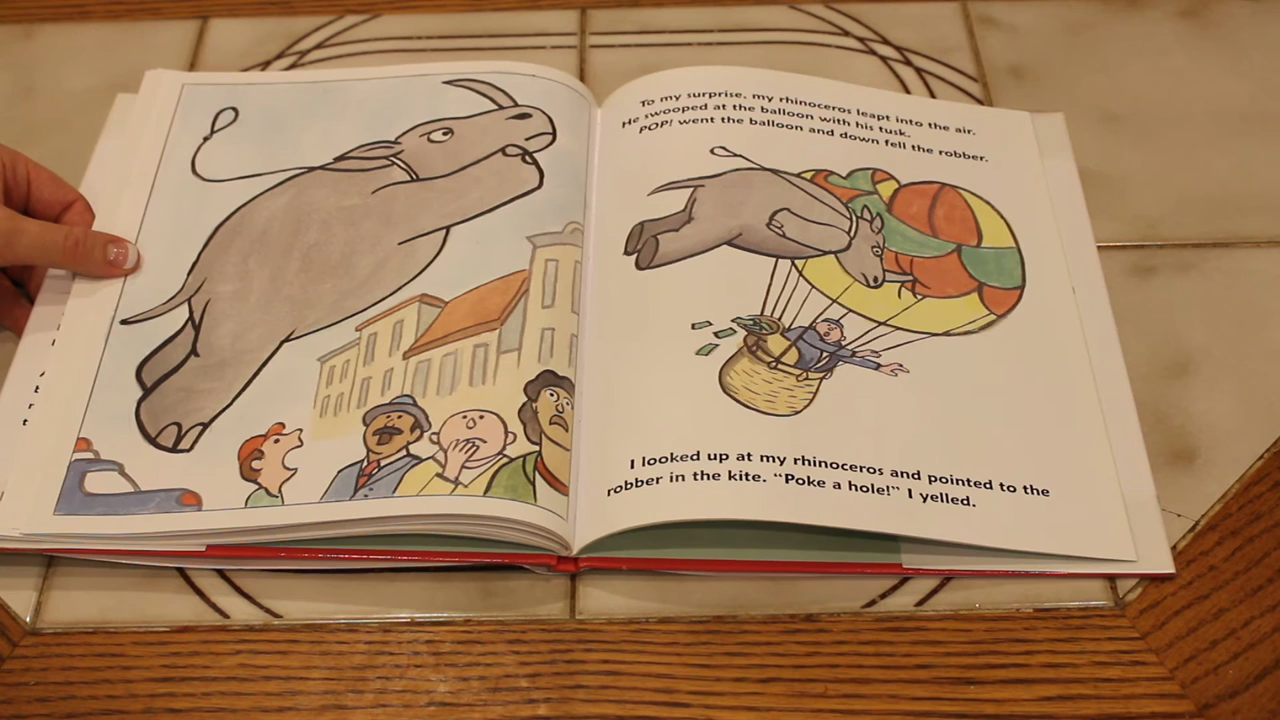 To my surprise, my rhinoceros leapt into the air.
He swooped at the balloon with his tusk.
POP! went the balloon and down fell the robber.
I looked up at my rhinoceros and pointed to the
robber in the kite. “Poke a hole!” I yelled.